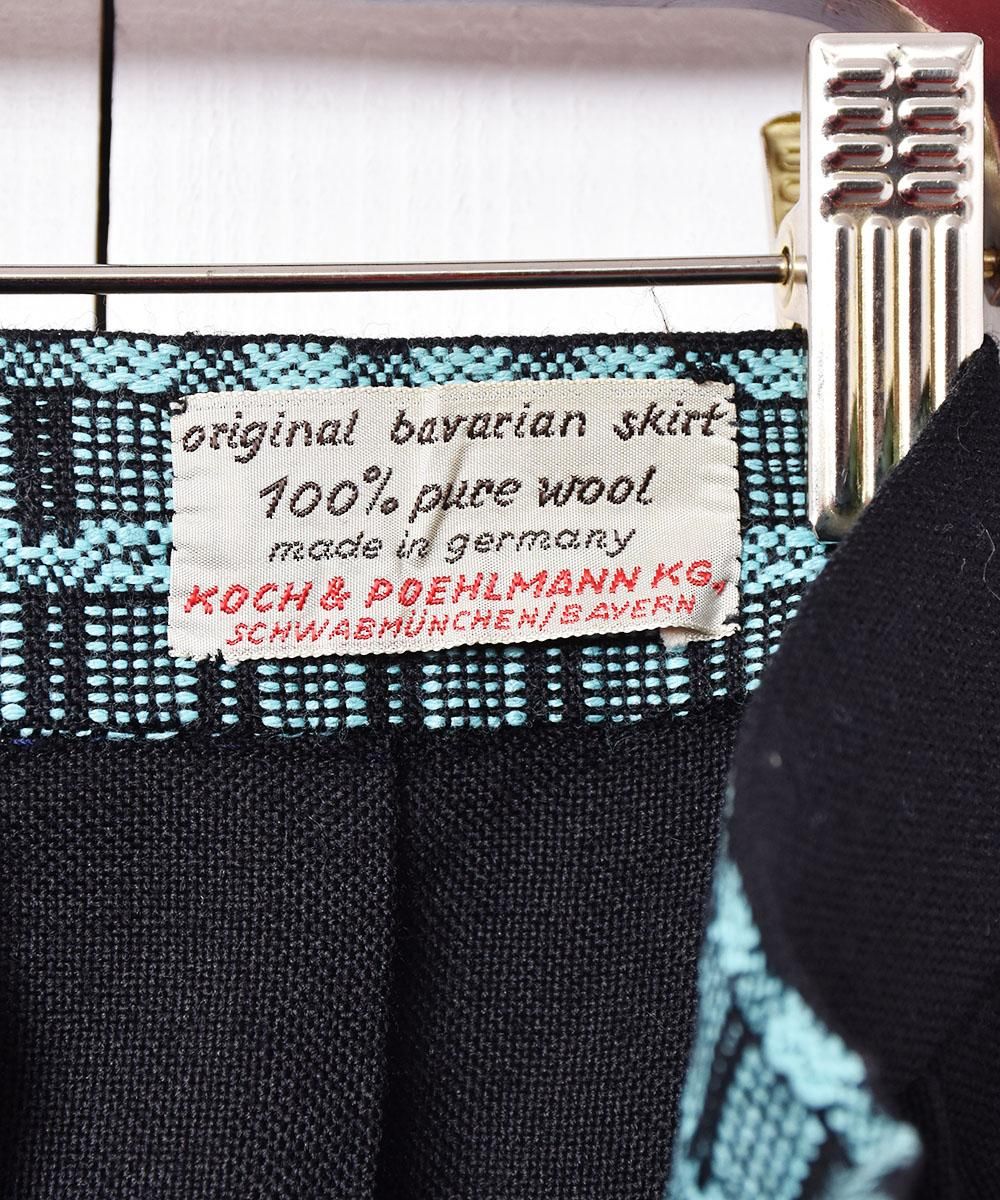 original bavarian skirt
100% pure wool
made in germany
KOCH & POEHLMANN KG,
SCHWABMÜNCHEN/BAYERN